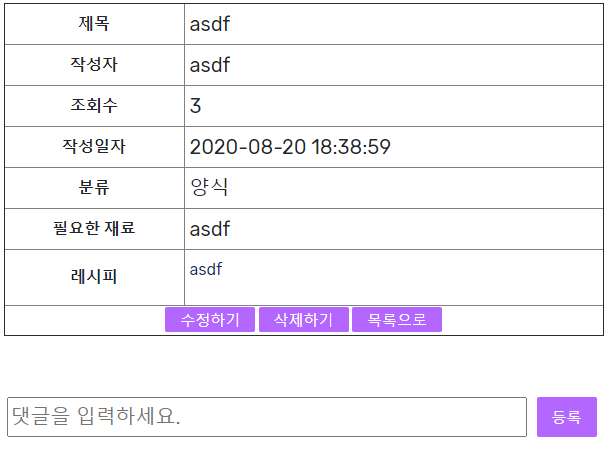 제목 asdf
작성자 asdf
조회수 3
작성일자 2020-08-20 18:38:59
분류 양식
필요한 재료 asdf
레시피 asdf
수정하기 삭제하기 목록으로
댓글을 입력하세요. 등록